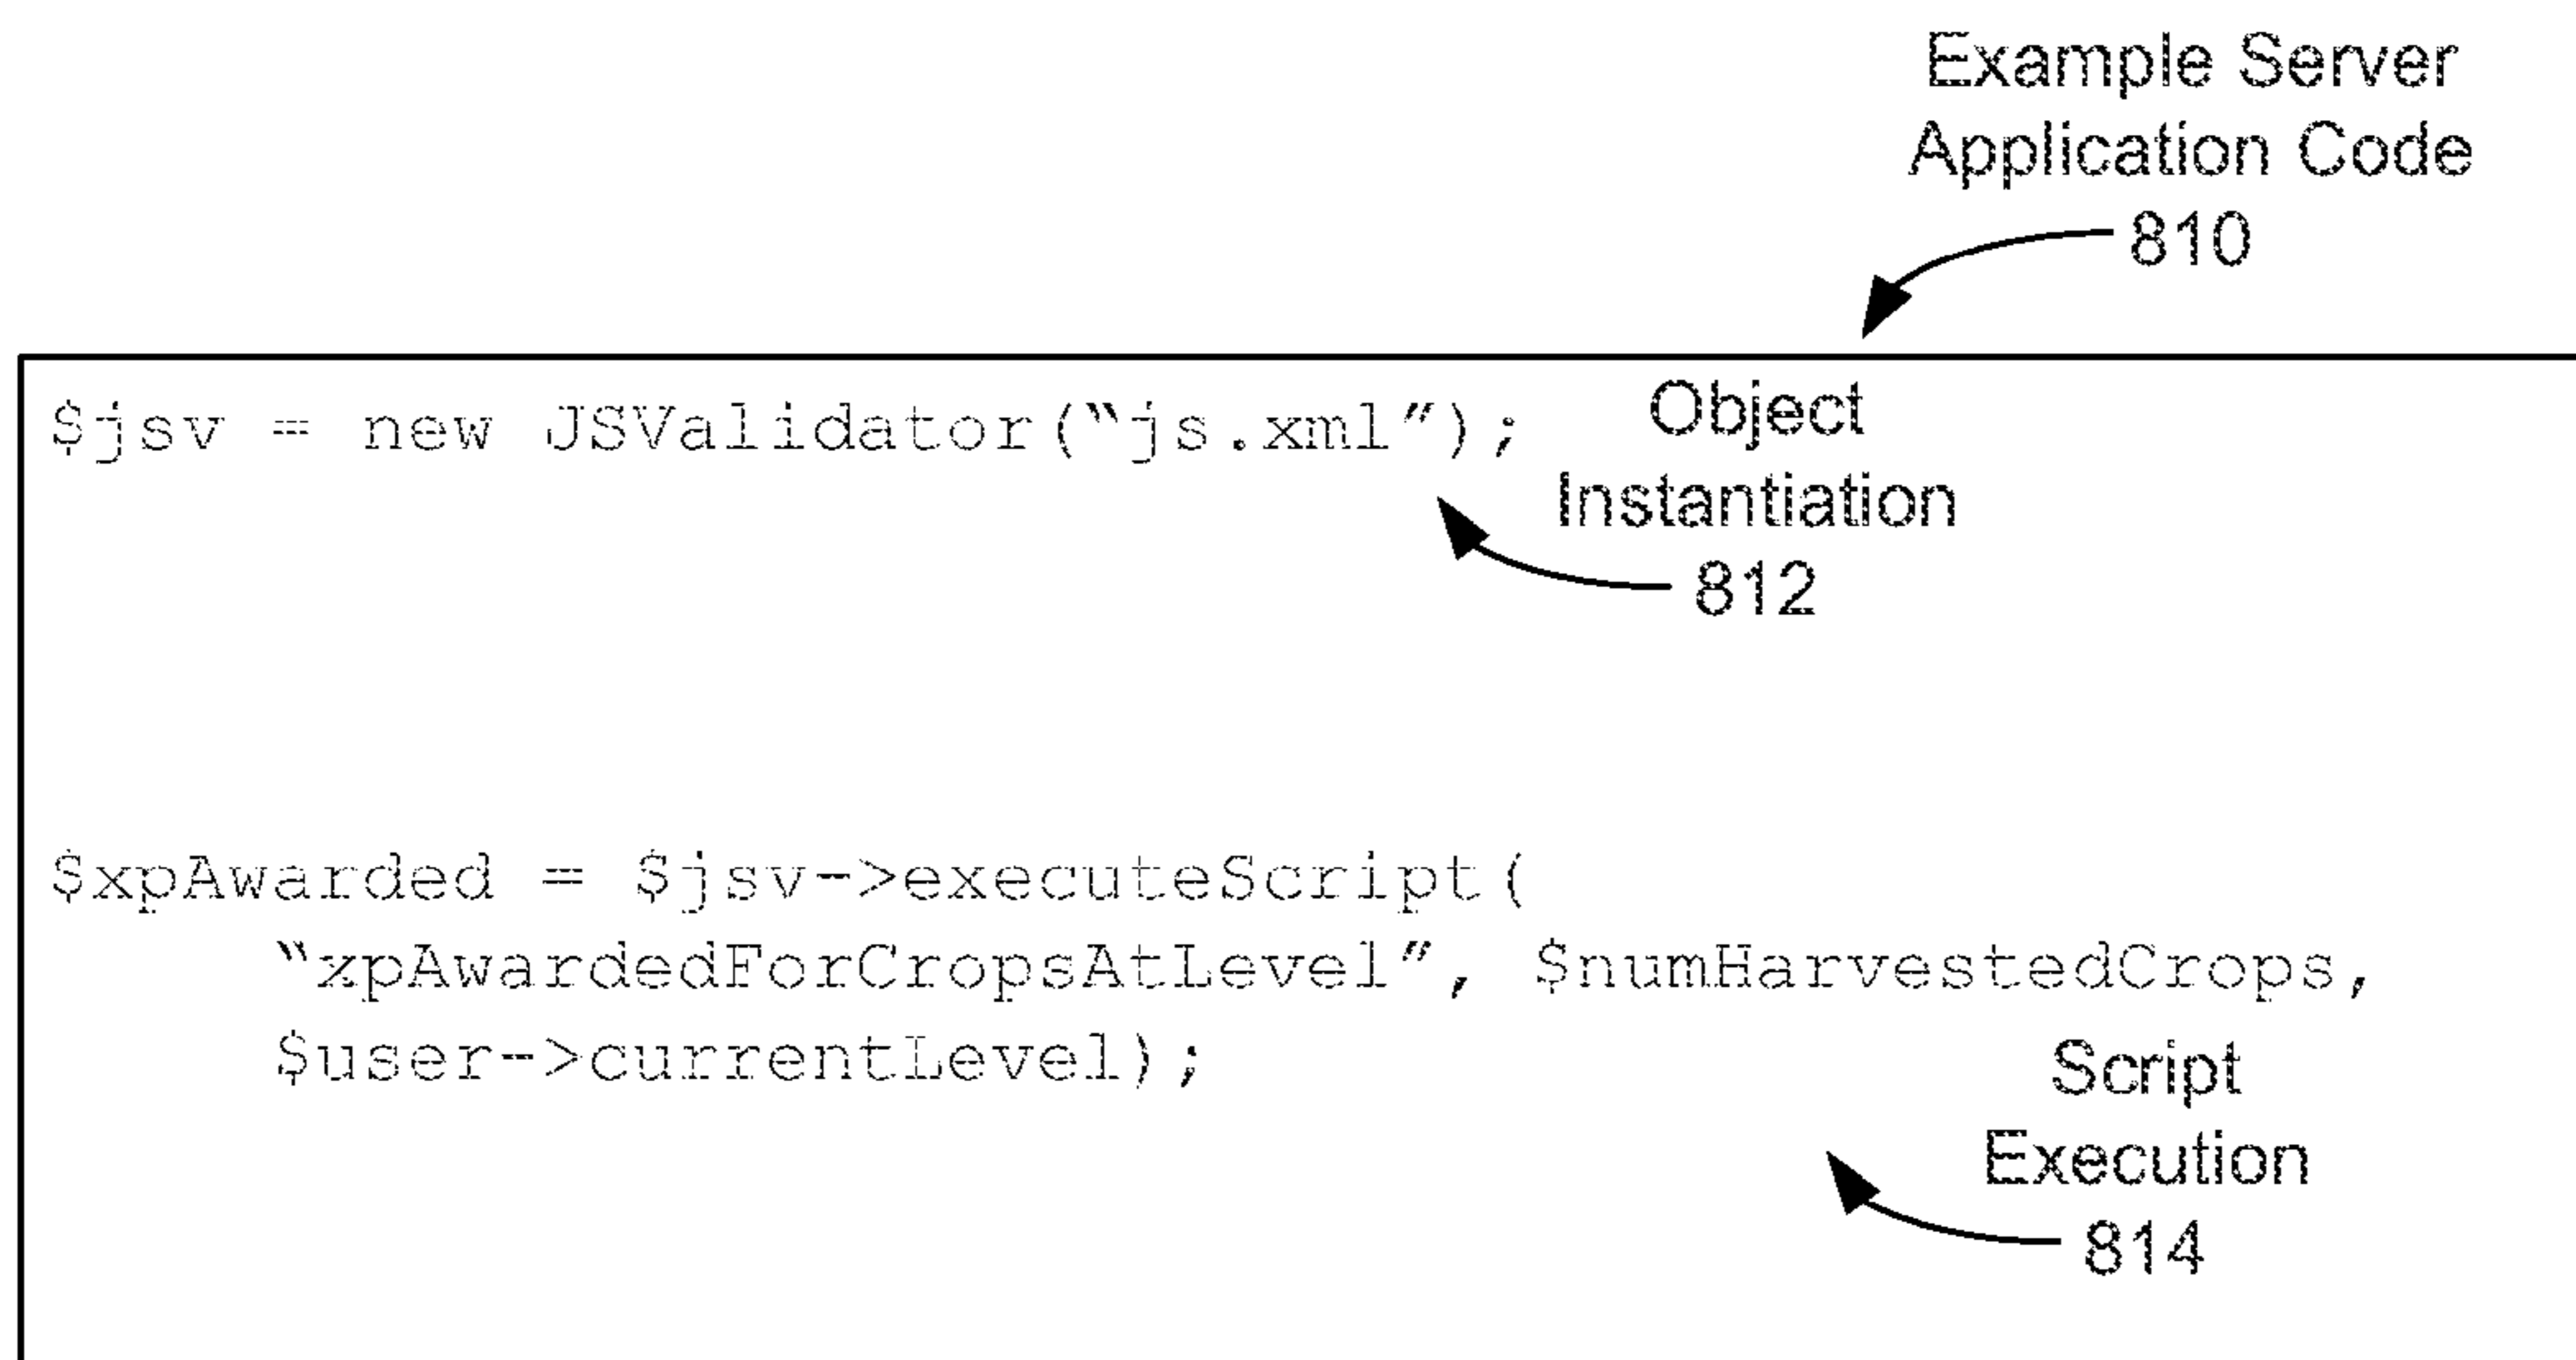 Example Server
Application Code
810
$jsv = new JSValidator(“js.xml”);
Object
Instantiation
812
$xpAwarded = $jsv->executeScript(
“xpAwardedForCropsAtLevel”, $numHarvestedCrops,
$user->currentLevel);
Script
Execution
814